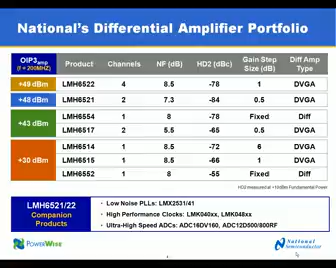 National's Differential Amplifier Portfolio
OIP3amp (f = 200MHZ) Product Channels NF (dB) HD2 (dBc) Gain Step Size (dB) Diff Amp Type
+49 dBm LMH6522 4 8.5 -78 1 DVGA
+48 dBm LMH6521 2 7.3 -84 0.5 DVGA
+43 dBm LMH6554 1 8 -78 Fixed Diff
LMH6517 2 5.5 -65 0.5 DVGA
+30 dBm LMH6514 1 8.5 -72 6 DVGA
LMH6515 1 8.5 -66 1 DVGA
LMH6552 1 8 -55 Fixed Diff
HD2 measured at +10dBm Fundamental Power
LMH6521/22
Companion
Products
• Low Noise PLLs: LMX2531/41
• High Performance Clocks: LMK040xx, LMK048xx
• Ultra-High Speed ADCs: ADC16DV160, ADC12D500/800RF
POWERWISE
National
Semiconductor